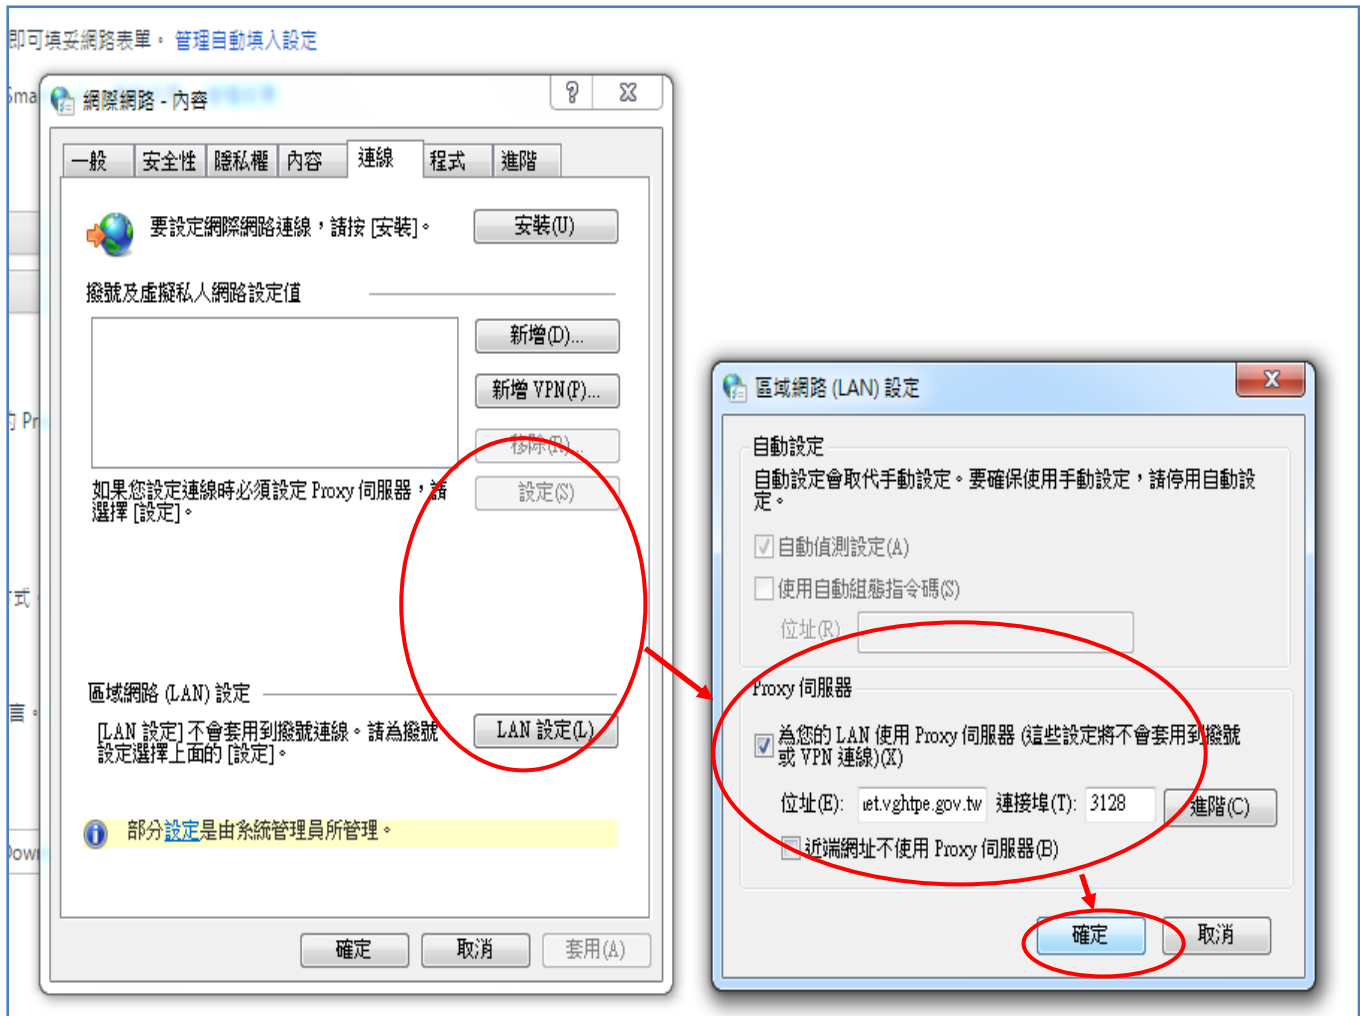 即可填妥網路表單。 管理自動填入設定
網際網路 - 內容
一般 安全性 隱私權 內容 連線 程式 進階
要設定網際網路連線，請按 [安裝]。
安裝(U)
撥號及虛擬私人網路設定值
新增(D)...
新增 VPN(P)...
移除(R)...
如果您設定連線時必須設定 Proxy 伺服器，請
選擇 [設定]。
設定(S)
區域網路 (LAN) 設定
[LAN 設定] 不會套用到撥號連線。請為撥號
設定選擇上面的 [設定]。
LAN 設定(L)
部分設定是由系統管理員所管理。
確定 取消 套用(A)
區域網路 (LAN) 設定
自動設定
自動設定會取代手動設定。要確保使用手動設定，請停用自動設
定。
自動偵測設定(A)
使用自動組態指令碼(S)
位址(R)
Proxy 伺服器
為您的 LAN 使用 Proxy 伺服器 (這些設定將不會套用到撥號
或 VPN 連線)(X)
位址(E): et.vghtpe.gov.tw 連接埠(T): 3128 進階(C)
近端網址不使用 Proxy 伺服器(B)
確定 取消